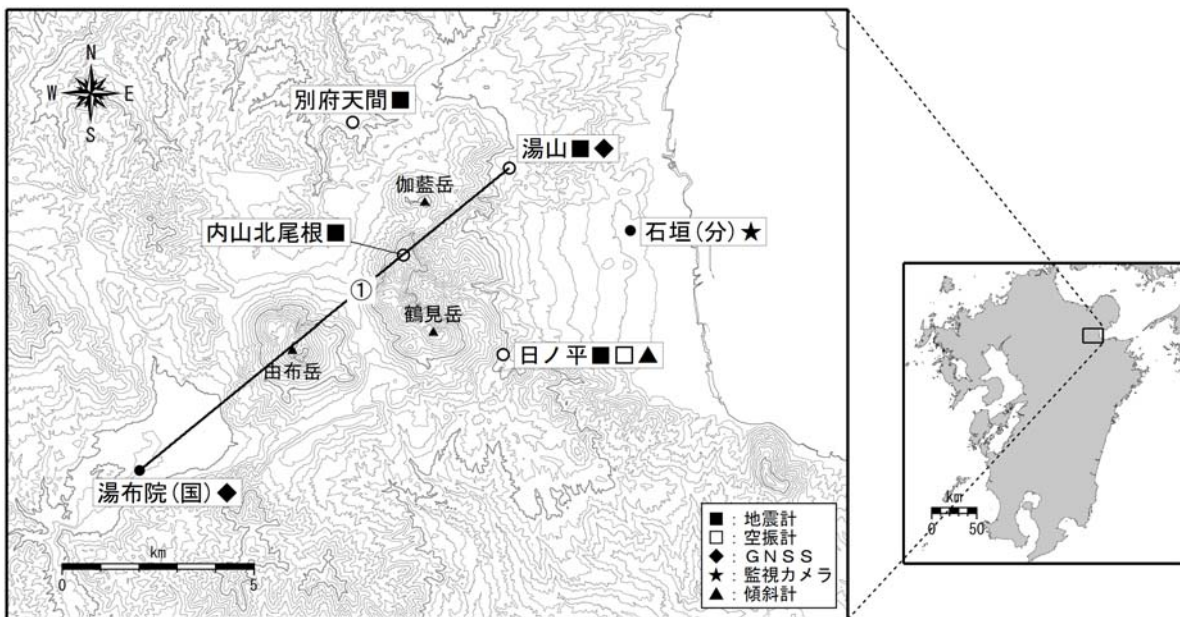 N
W E
S
別府天間■
湯山■◆
伽藍岳
内山北尾根■
石垣(分)★
①
鶴見岳
日ノ平■□▲
由布岳
湯布院(国)◆
km
0 5
■:地震計
□:空振計
◆:GNSS
★:監視カメラ
▲:傾斜計
km
0 50